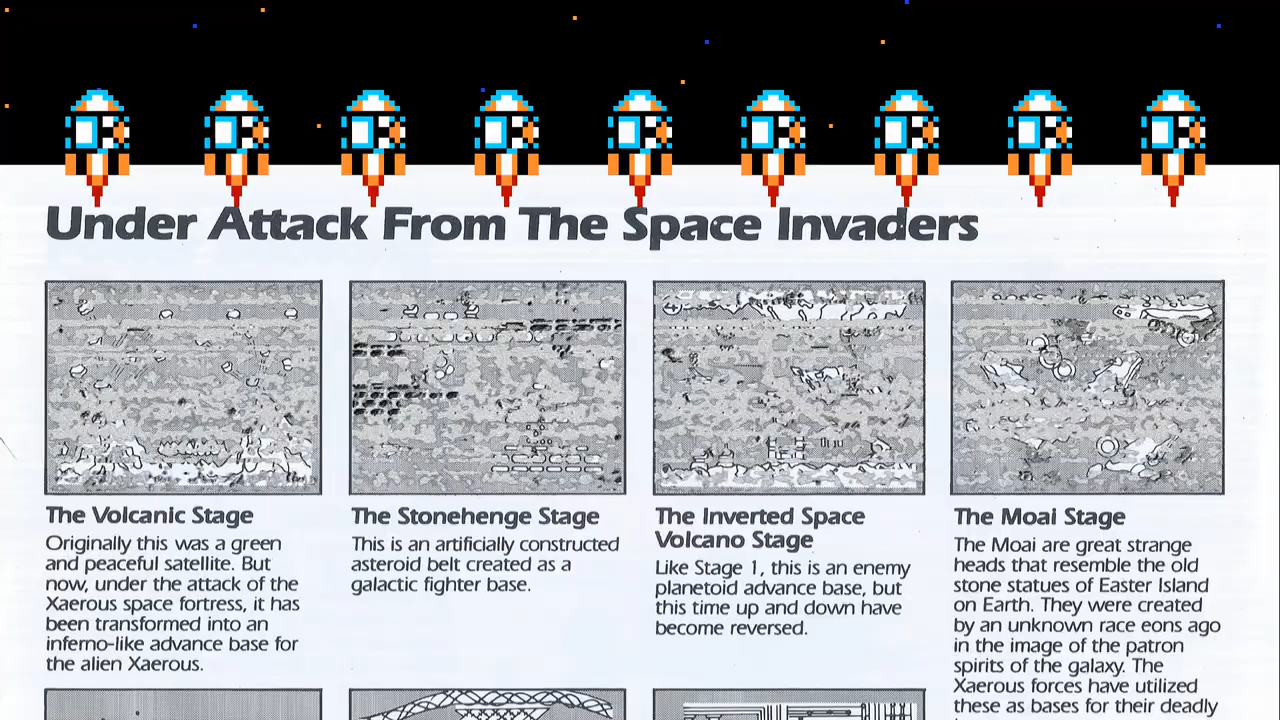 Under Attack From The Space Invaders
The Volcanic Stage
Originally this was a green
and peaceful satellite. But
now, under the attack of the
Xaerous space fortress, it has
been transformed into an
inferno-like advance base for
the alien Xaerous.
The Stonehenge Stage
This is an artificially constructed
asteroid belt created as a
galactic fighter base.
The Inverted Space
Volcano Stage
Like Stage 1, this is an enemy
planetoid advance base, but
this time up and down have
become reversed.
The Moai Stage
The Moai are great strange
heads that resemble the old
stone statues of Easter Island
on Earth. They were created
by an unknown race eons ago
in the image of the patron
spirits of the galaxy. The
Xaerous forces have utilized
these as bases for their deadly